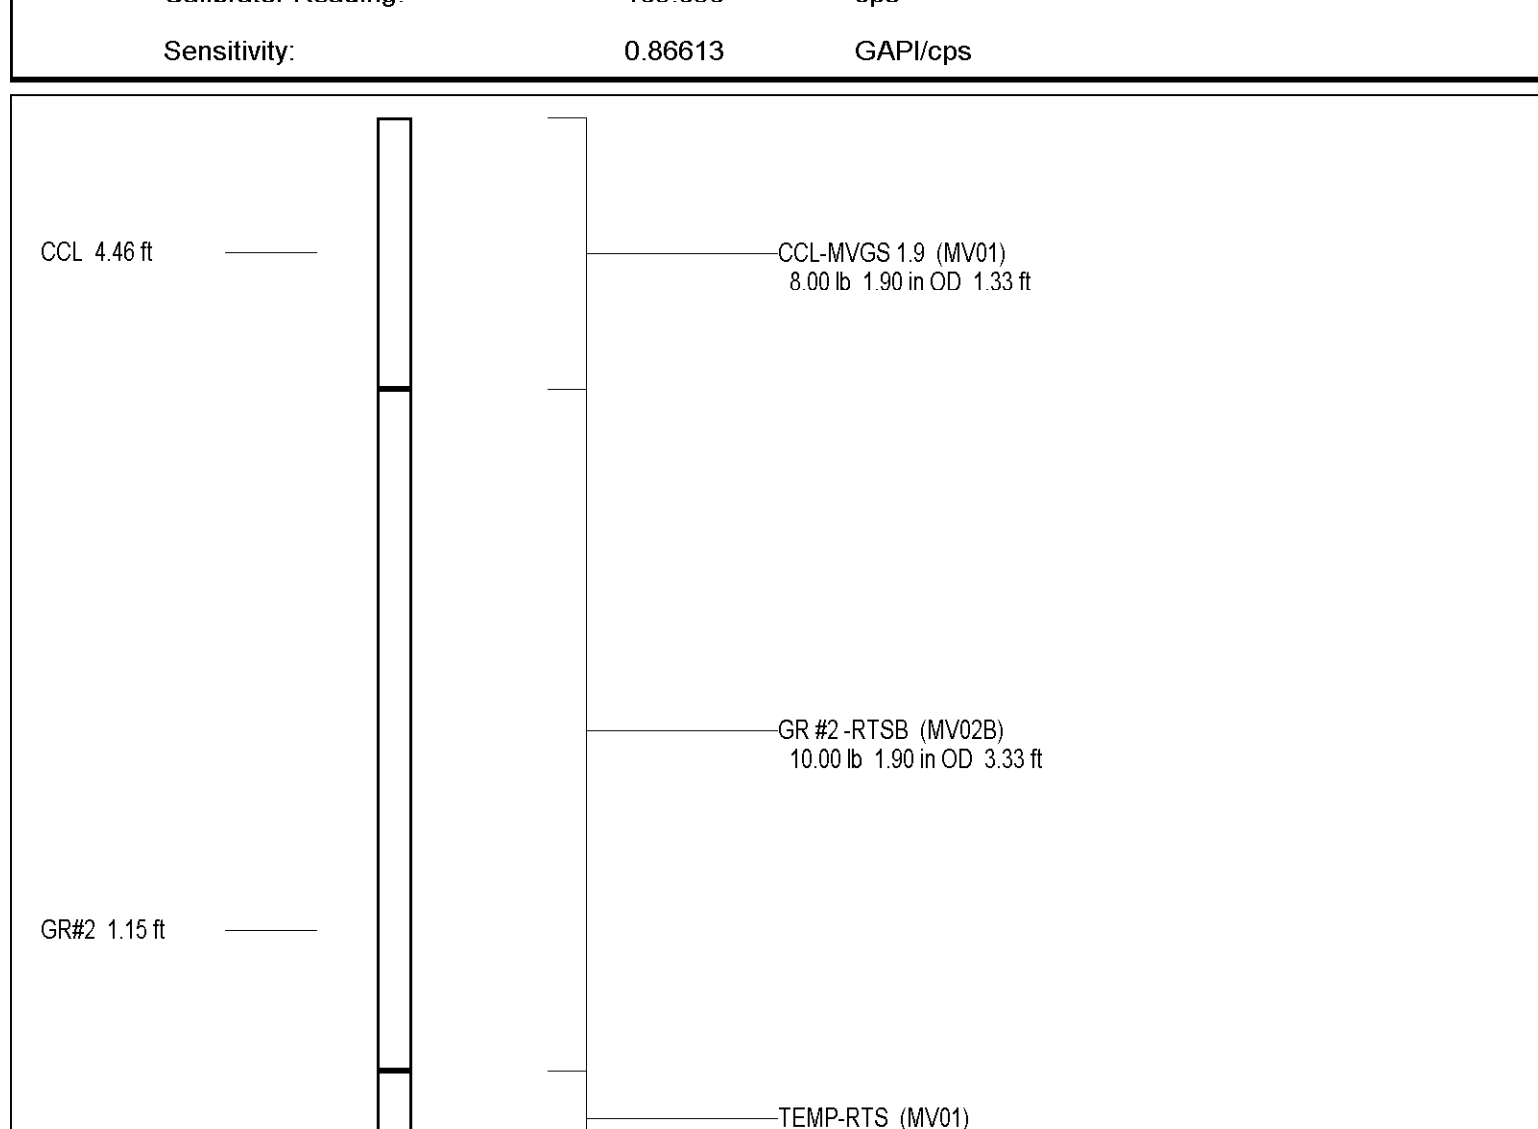 Sensitivity: 0.86613 GAPI/cps
CCL 4.46 ft
CCL-MVGS 1.9 (MV01)
8.00 lb 1.90 in OD 1.33 ft
GR #2 -RTSB (MV02B)
10.00 lb 1.90 in OD 3.33 ft
GR#2 1.15 ft
TEMP-RTS (MV01)